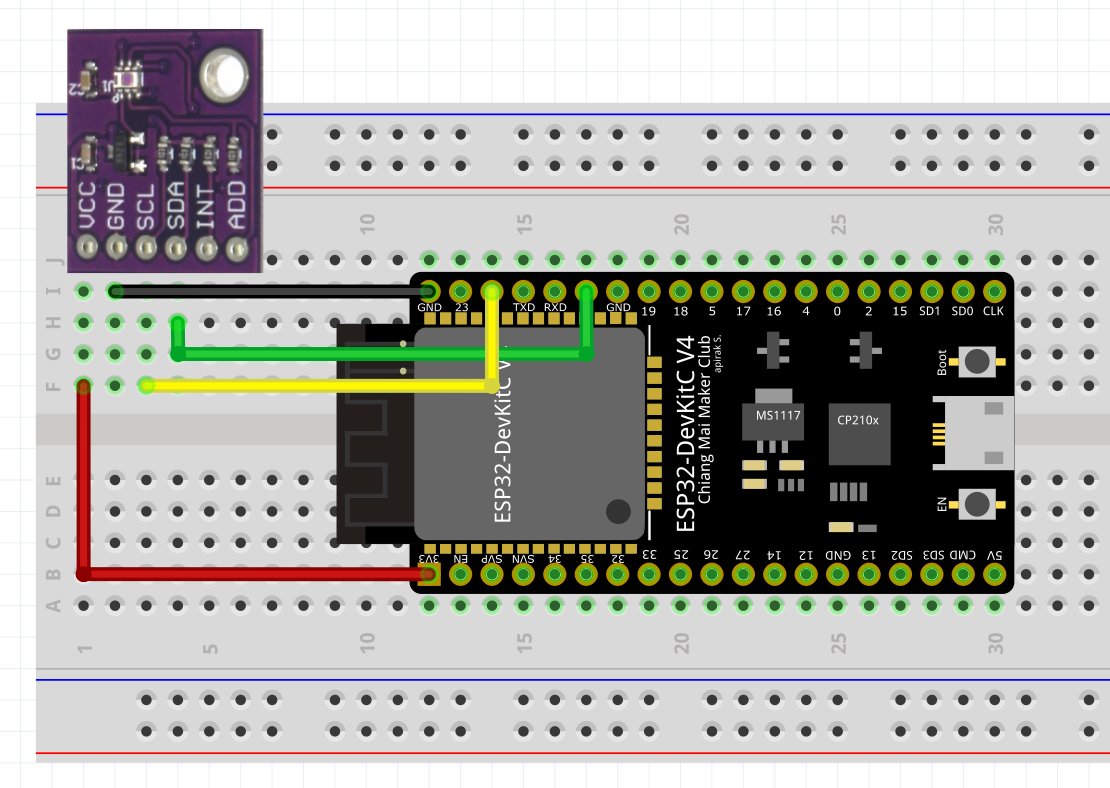 C2
U1
C1
VCC
GND
SCL
SDA
INT
ADD
10
15
20
25
30
J
I
H
G
F
GND
23
TXD
RXD
GND
19
18
5
17
16
4
0
2
15
SD1
SD0
CLK
ESP32-DevKitC V
ESP32-DevKitC V4
Chiang Mai Maker Club
apirak S.
MS1117
CP210x
Boot
EN
E
D
C
B
A
3V3
EN
SVP
SVN
34
35
32
33
25
26
27
14
12
GND
13
SD2
SD3
CMD
5V
1
5
10
15
20
25
30